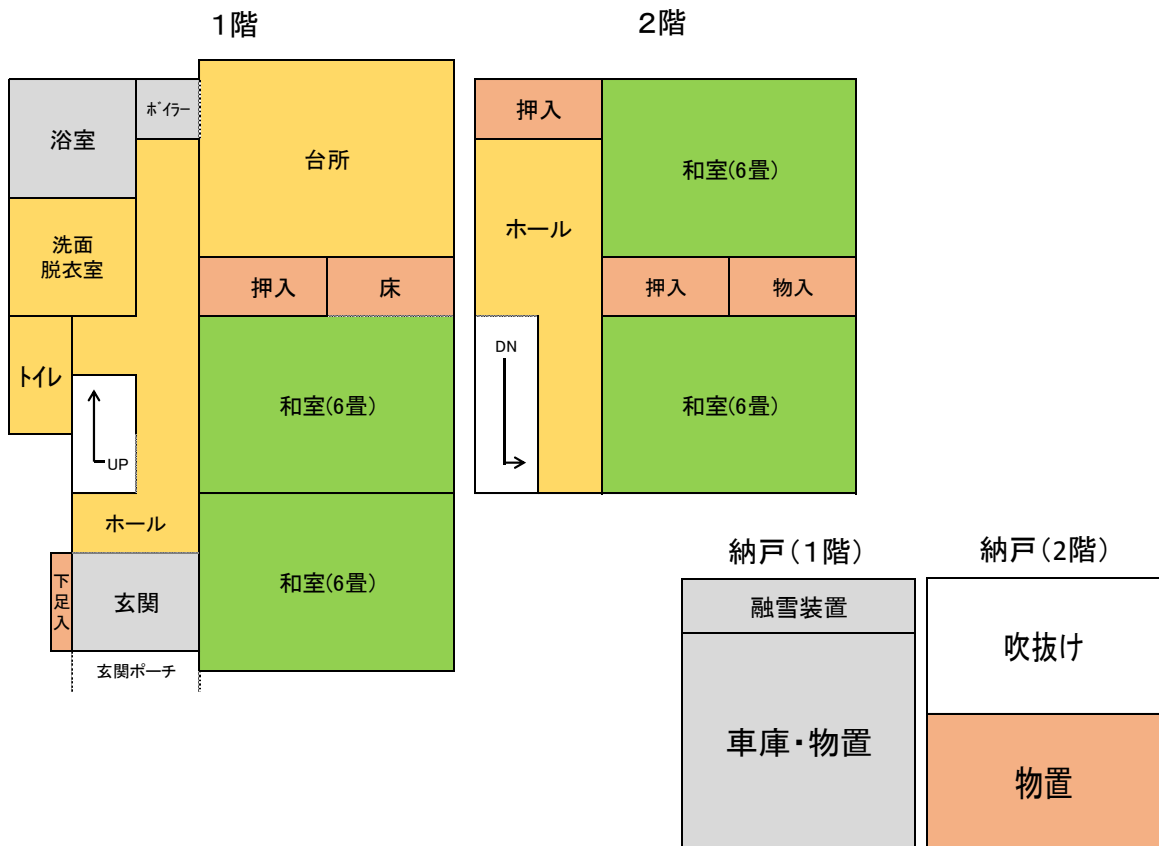 1階
浴室
ボイラー
台所
洗面
脱衣室
押入
床
トイレ
UP
和室(6畳)
ホール
下足入
玄関
和室(6畳)
玄関ポーチ
2階
押入
和室(6畳)
ホール
押入
物入
DN
和室(6畳)
納戸(1階)
融雪装置
車庫・物置
納戸(2階)
吹抜け
物置